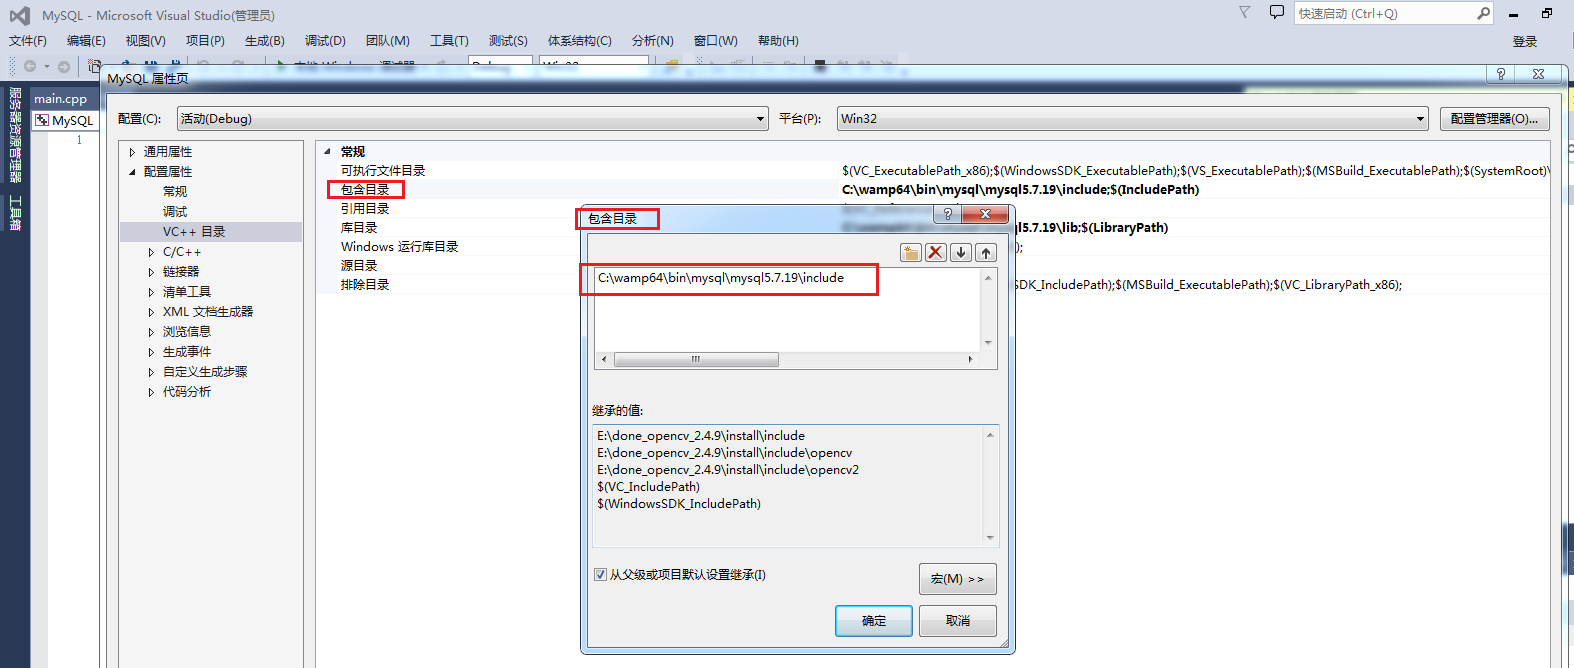 MySQL - Microsoft Visual Studio(管理员)
快速启动 (Ctrl+Q)
文件(F) 编辑(E) 视图(V) 项目(P) 生成(B) 调试(D) 团队(M) 工具(T) 测试(S) 体系结构(C) 分析(N) 窗口(W) 帮助(H)
登录
MySQL 属性页
服务器资源管理器
工具箱
main.cpp
MySQL
1
配置(C):
活动(Debug)
平台(P):
Win32
配置管理器(O)...
通用属性
配置属性
常规
调试
VC++ 目录
C/C++
链接器
清单工具
XML 文档生成器
浏览信息
生成事件
自定义生成步骤
代码分析
常规
可执行文件目录 $(VC_ExecutablePath_x86);$(WindowsSDK_ExecutablePath);$(VS_ExecutablePath);$(MSBuild_ExecutablePath);$(SystemRoot)\
包含目录 C:\wamp64\bin\mysql\mysql5.7.19\include;$(IncludePath)
引用目录
库目录 5.7.19\lib;$(LibraryPath)
Windows 运行库目录 );
源目录
排除目录 SDK_IncludePath);$(MSBuild_ExecutablePath);$(VC_LibraryPath_x86);
包含目录
C:\wamp64\bin\mysql\mysql5.7.19\include
继承的值:
E:\done_opencv_2.4.9\install\include
E:\done_opencv_2.4.9\install\include\opencv
E:\done_opencv_2.4.9\install\include\opencv2
$(VC_IncludePath)
$(WindowsSDK_IncludePath)
从父级或项目默认设置继承(I)
宏(M) >>
确定
取消